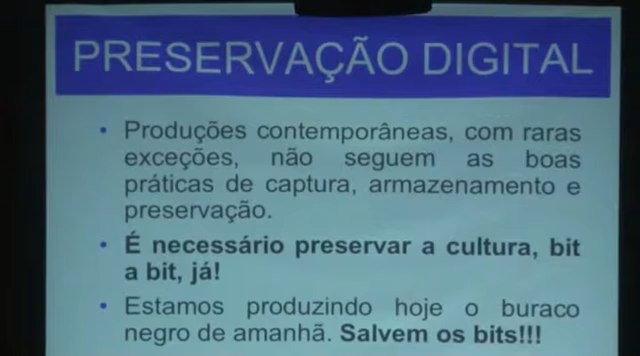 PRESERVAÇÃO DIGITAL
• Produções contemporâneas, com raras
exceções, não seguem as boas
práticas de captura, armazenamento e
preservação.
• É necessário preservar a cultura, bit
a bit, já!
• Estamos produzindo hoje o buraco
negro de amanhã. Salvem os bits!!!